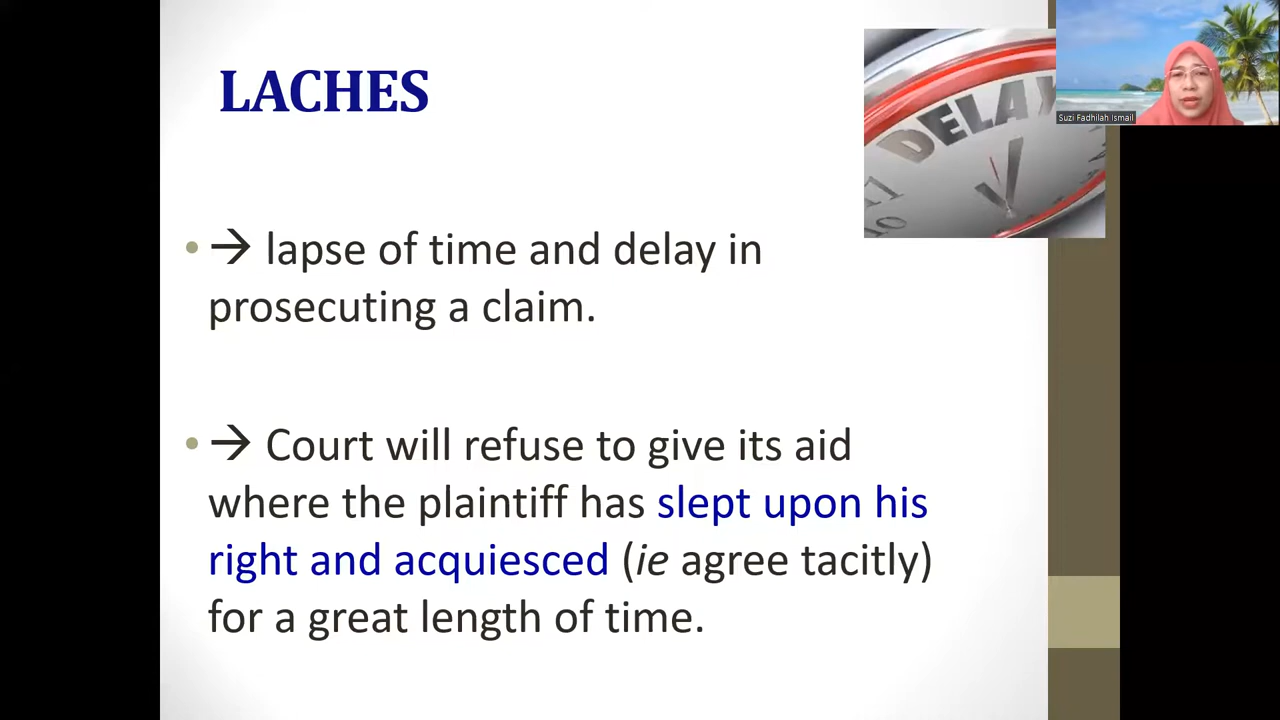 LACHES
DELAY
Suzi Fadhilah Ismail
• → lapse of time and delay in
prosecuting a claim.
• → Court will refuse to give its aid
where the plaintiff has slept upon his
right and acquiesced (ie agree tacitly)
for a great length of time.